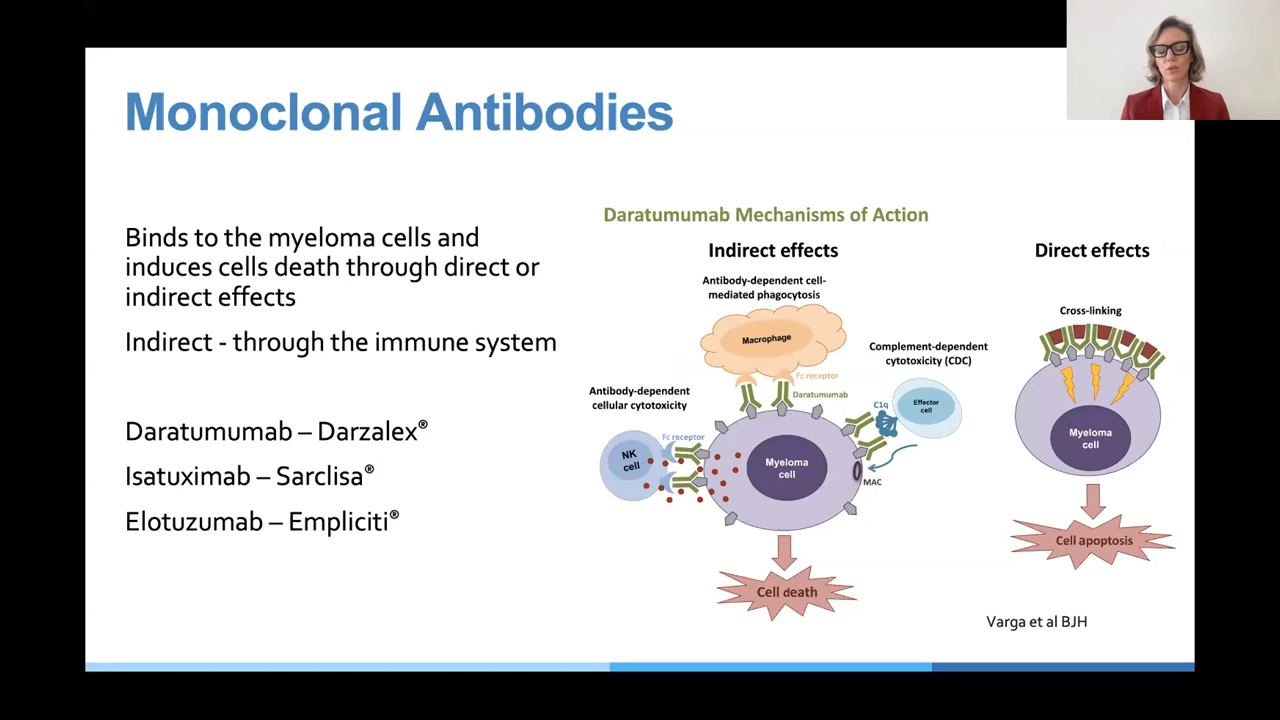 Monoclonal Antibodies
Binds to the myeloma cells and
induces cells death through direct or
indirect effects
Indirect - through the immune system
Daratumumab – Darzalex®
Isatuximab – Sarclisa®
Elotuzumab – Empliciti®
Daratumumab Mechanisms of Action
Indirect effects
Antibody-dependent cell-
mediated phagocytosis
Macrophage
Fc receptor
Daratumumab
Complement-dependent
cytotoxicity (CDC)
C1q
Effector
cell
MAC
Antibody-dependent
cellular cytotoxicity
Fc receptor
NK
cell
Myeloma
cell
Cell death
Direct effects
Cross-linking
Myeloma
cell
Cell apoptosis
Varga et al BJH